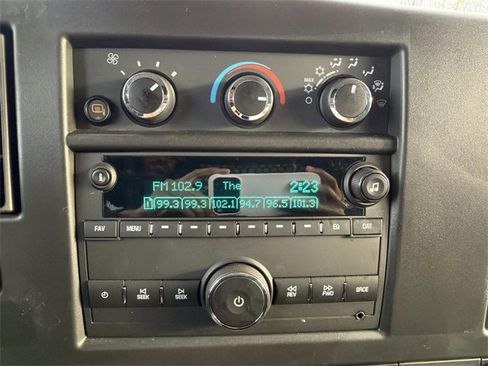 MAX
FM 102.9 The 2:23
1 99.3 99.3 102.1 94.7 96.5 101.3
FAV MENU EQ CAT
SEEK SEEK REV FWD SRCE